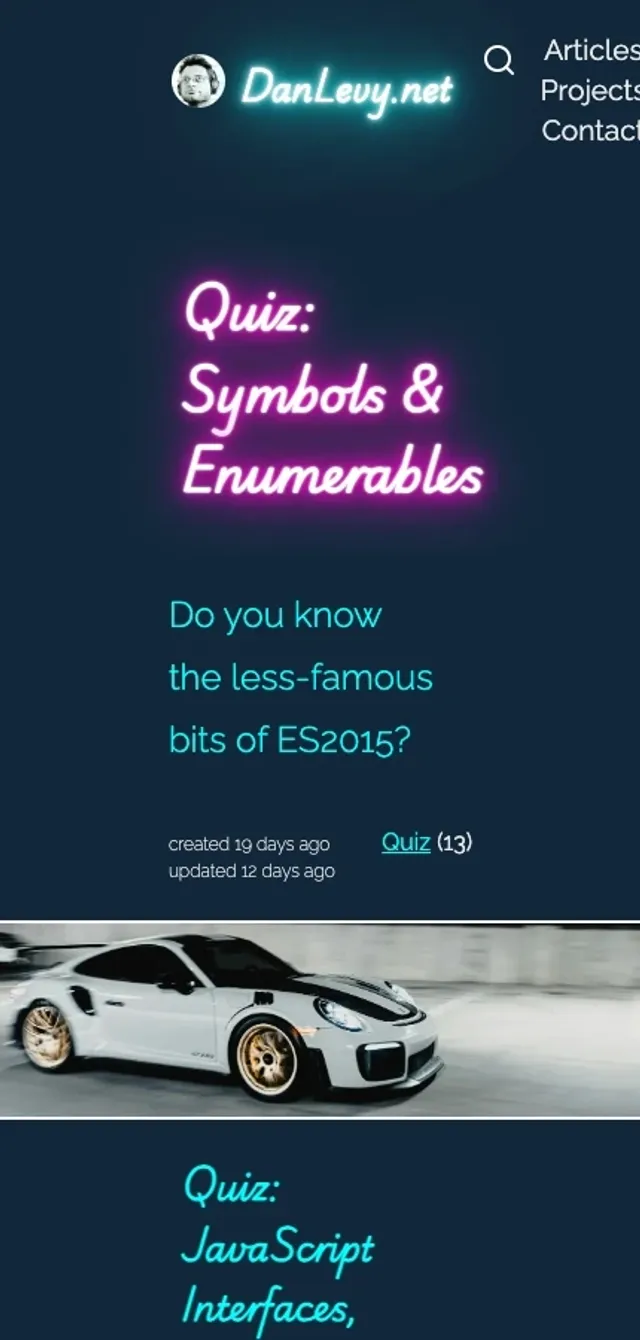 DanLevy.net
Articles
Projects
Contact
Quiz:
Symbols &
Enumerables
Do you know
the less-famous
bits of ES2015?
created 19 days ago
updated 12 days ago
Quiz (13)
Quiz:
JavaScript
Interfaces,